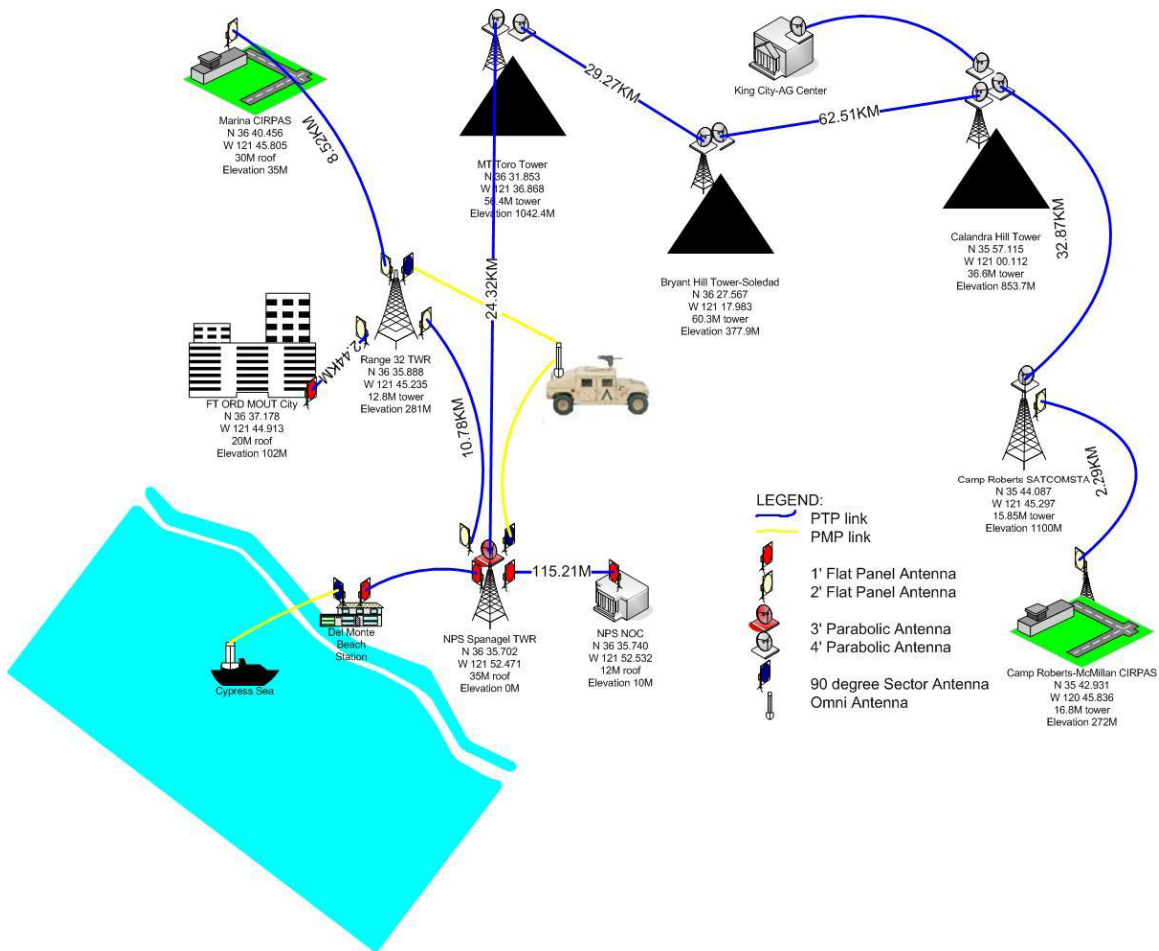 Marina CIRPAS
N 36 40.456
W 121 45.805
30M roof
Elevation 35M
8.52KM
MT Toro Tower
N 36 31.853
W 121 36.868
56.4M tower
Elevation 1042.4M
29.27KM
King City-AG Center
62.51KM
Bryant Hill Tower-Soledad
N 36 27.567
W 121 17.983
60.3M tower
Elevation 377.9M
Calandra Hill Tower
N 35 57.115
W 121 00.112
36.6M tower
Elevation 853.7M
32.87KM
24.32KM
2.44KM
FT ORD MOUT City
N 36 37.178
W 121 44.913
20M roof
Elevation 102M
Range 32 TWR
N 36 35.888
W 121 45.235
12.8M tower
Elevation 281M
10.78KM
Camp Roberts SATCOMSTA
N 35 44.087
W 121 45.297
15.85M tower
Elevation 1100M
2.29KM
Camp Roberts-McMillan CIRPAS
N 35 42.931
W 120 45.836
16.8M tower
Elevation 272M
115.21M
Del Monte
Beach
Station
Cypress Sea
NPS Spanagel TWR
N 36 35.702
W 121 52.471
35M roof
Elevation 0M
NPS NOC
N 36 35.740
W 121 52.532
12M roof
Elevation 10M
LEGEND:
PTP link
PMP link
1' Flat Panel Antenna
2' Flat Panel Antenna
3' Parabolic Antenna
4' Parabolic Antenna
90 degree Sector Antenna
Omni Antenna